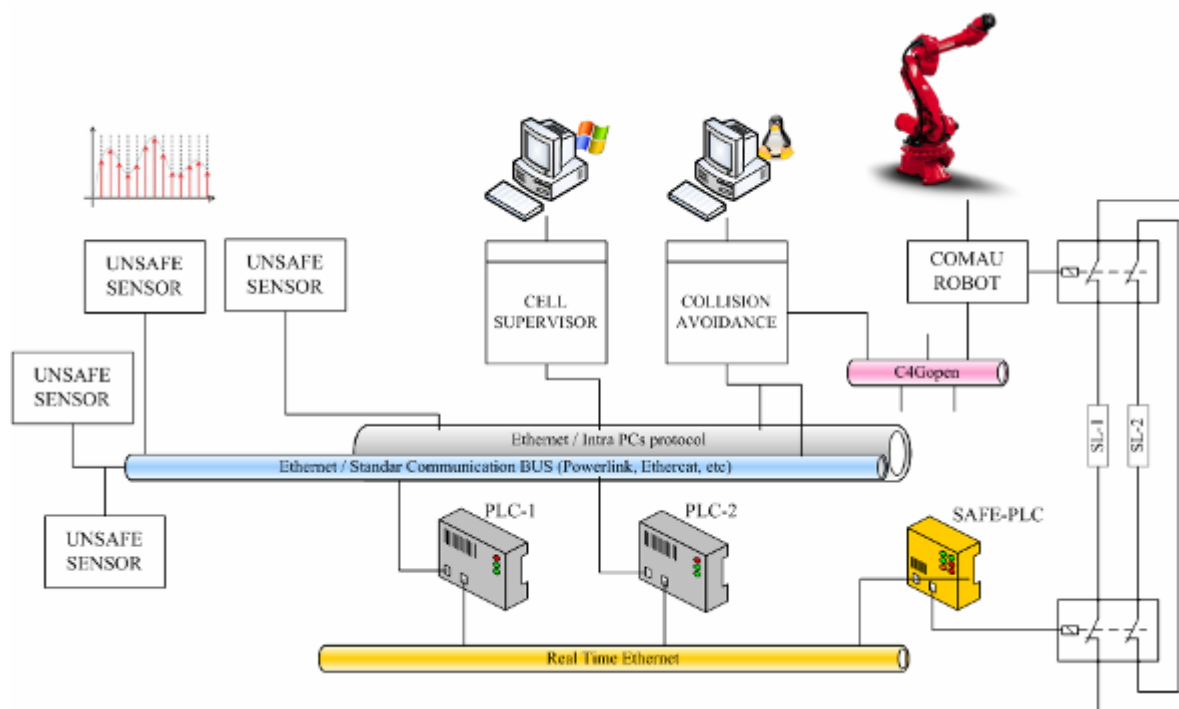 UNSAFE
SENSOR
UNSAFE
SENSOR
CELL
SUPERVISOR
COLLISION
AVOIDANCE
COMAU
ROBOT
UNSAFE
SENSOR
C4Gopen
SL-1
SL-2
Ethernet / Intra PCs protocol
Ethernet / Standar Communication BUS (Powerlink, Ethercat, etc)
UNSAFE
SENSOR
PLC-1
PLC-2
SAFE-PLC
Real Time Ethernet